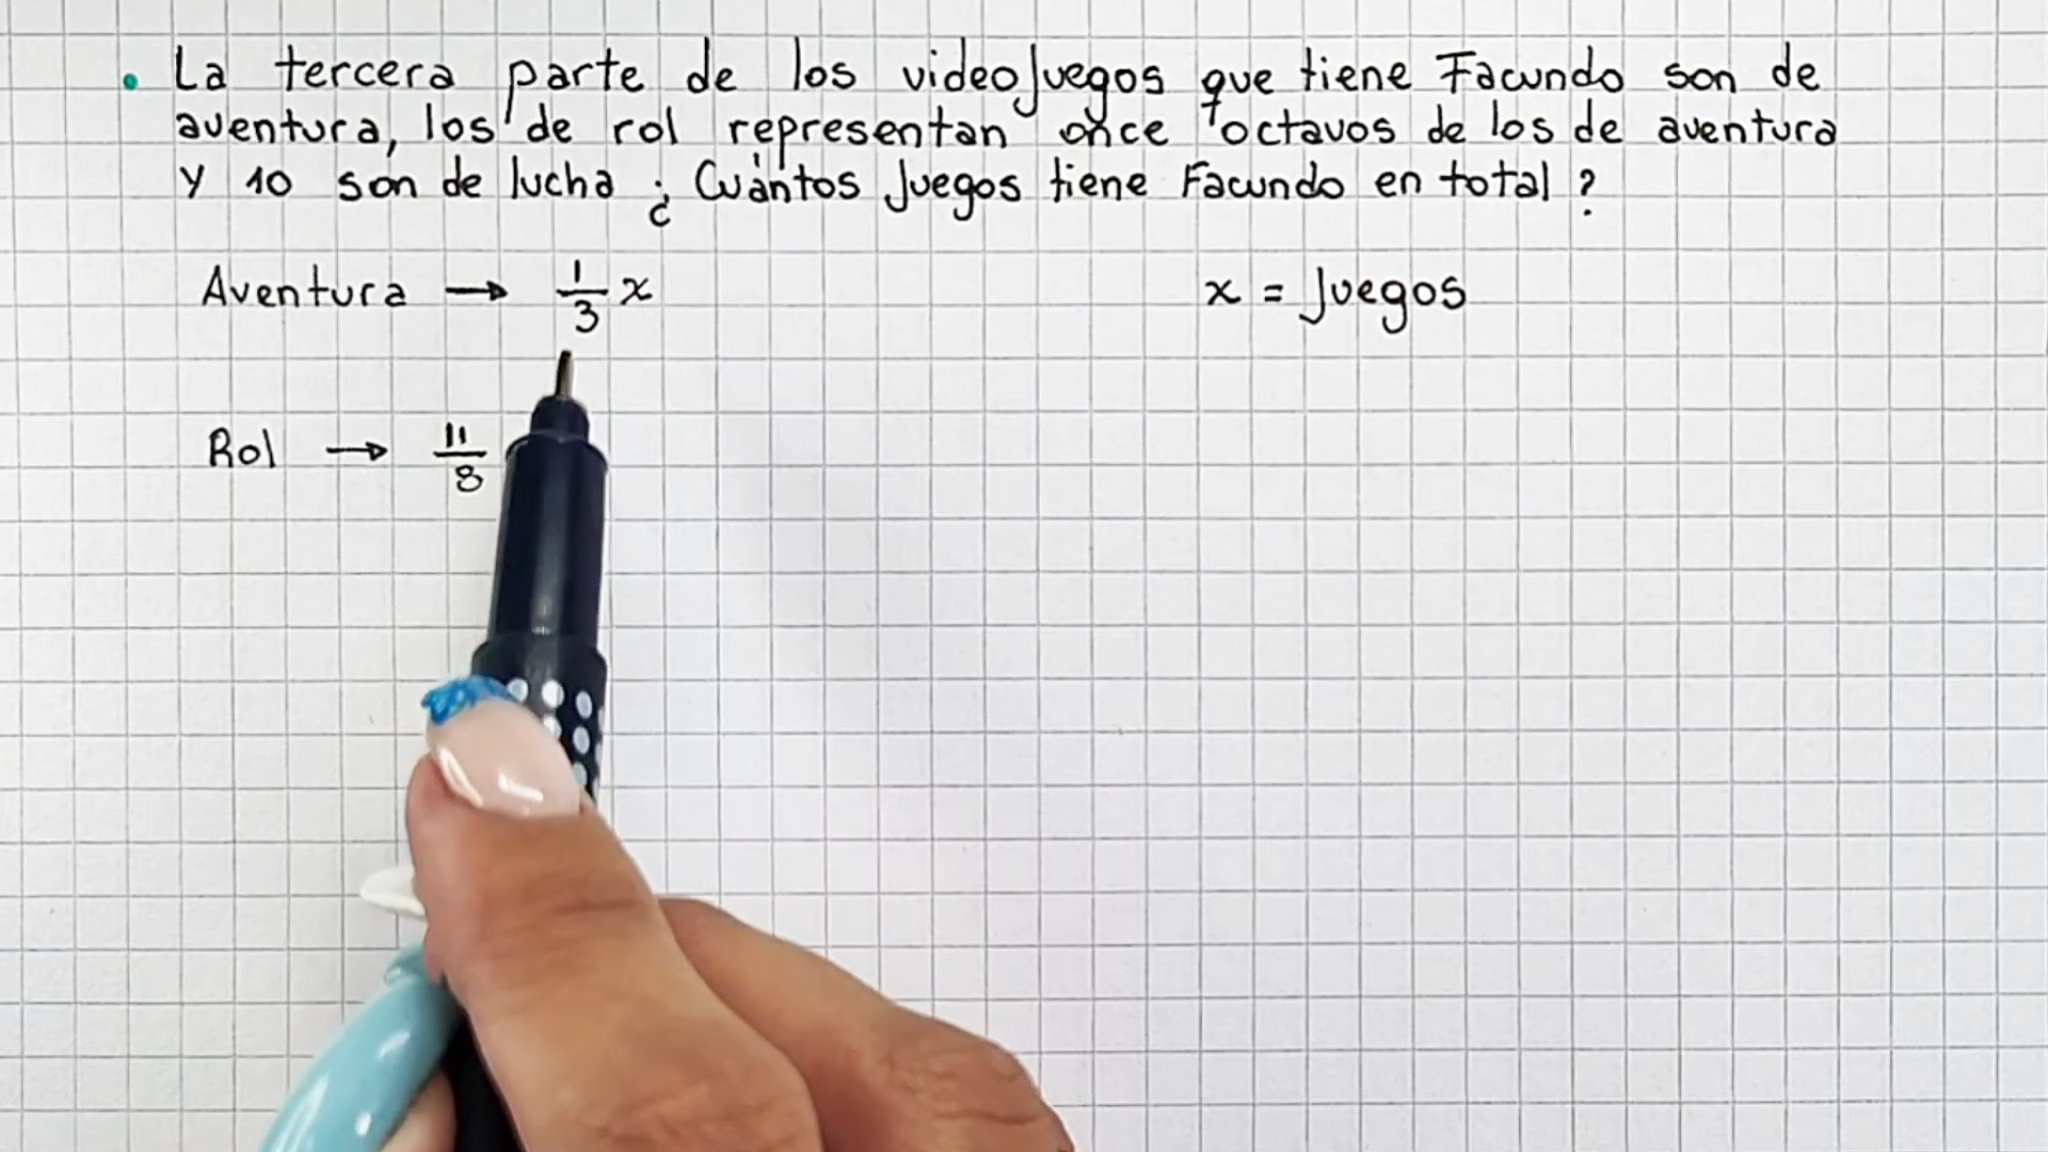 • La tercera parte de los videojuegos que tiene Facundo son de
aventura, los de rol representan once octavos de los de aventura
y 10 son de lucha ¿Cuántos juegos tiene Facundo en total?
Aventura → 1/3 x
x = juegos
Rol → 11/8